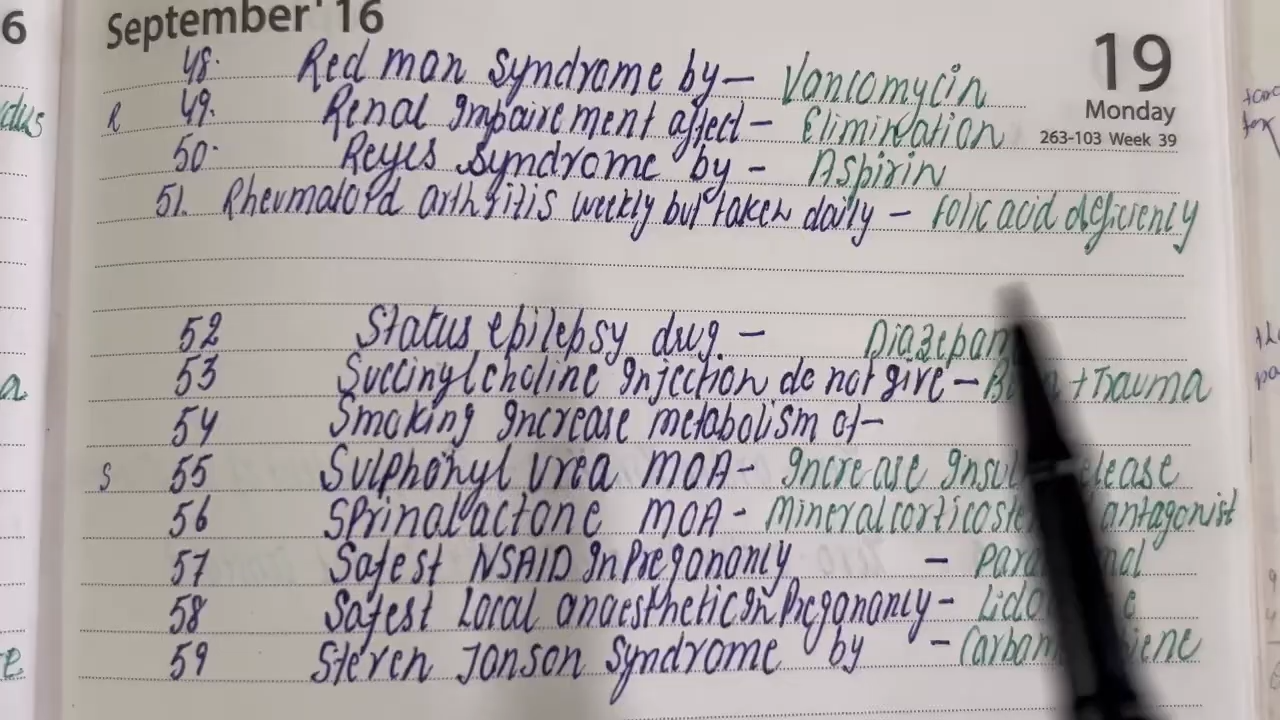 6
September' 16
19
Monday
263-103 Week 39
48. Red man Syndrome by - Vancomycin
R 49. Renal Impairement affect - Elimination
50. Reyes Syndrome by - Aspirin
51. Rheumatoid arthritis weekly but taken daily - folic acid deficiency
52 Status epilepsy drug. - Diazepam
53 Succinylcholine Injection do not give - + Trauma
54 Smoking Increase metabolism of -
S 55 Sulphonyl urea MOA - Increase
56 Sprinolactone MOA - antagonist
57 Safest NSAID In Pregonancy -
58 Safest Local anaesthetic In Pregonancy -
59 Steven Jonson Syndrome by -